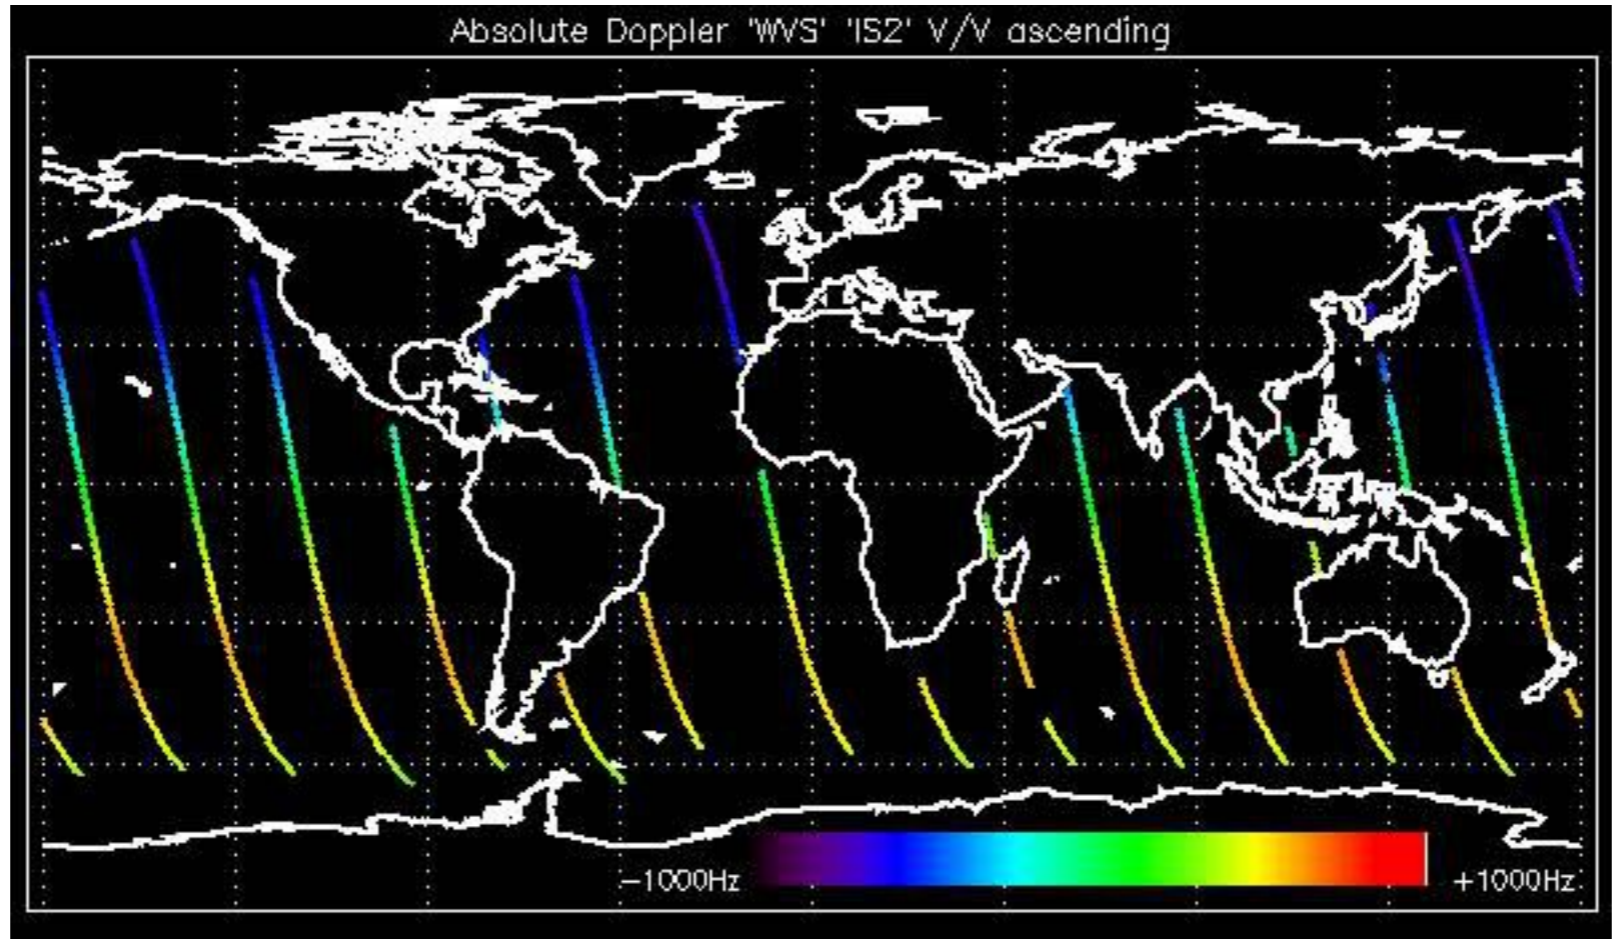 Absolute Doppler 'WVS' 'IS2' V/V ascending
−1000Hz +1000Hz